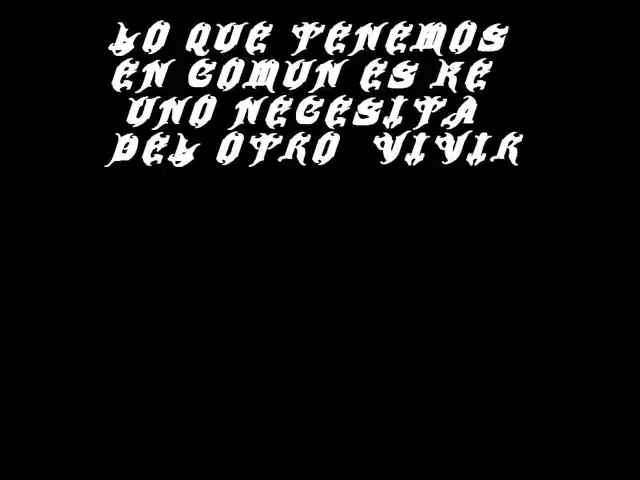 LO QUE TENEMOS
EN COMUN ES KE
UNO NECESITA
DEL OTRO VIVIR